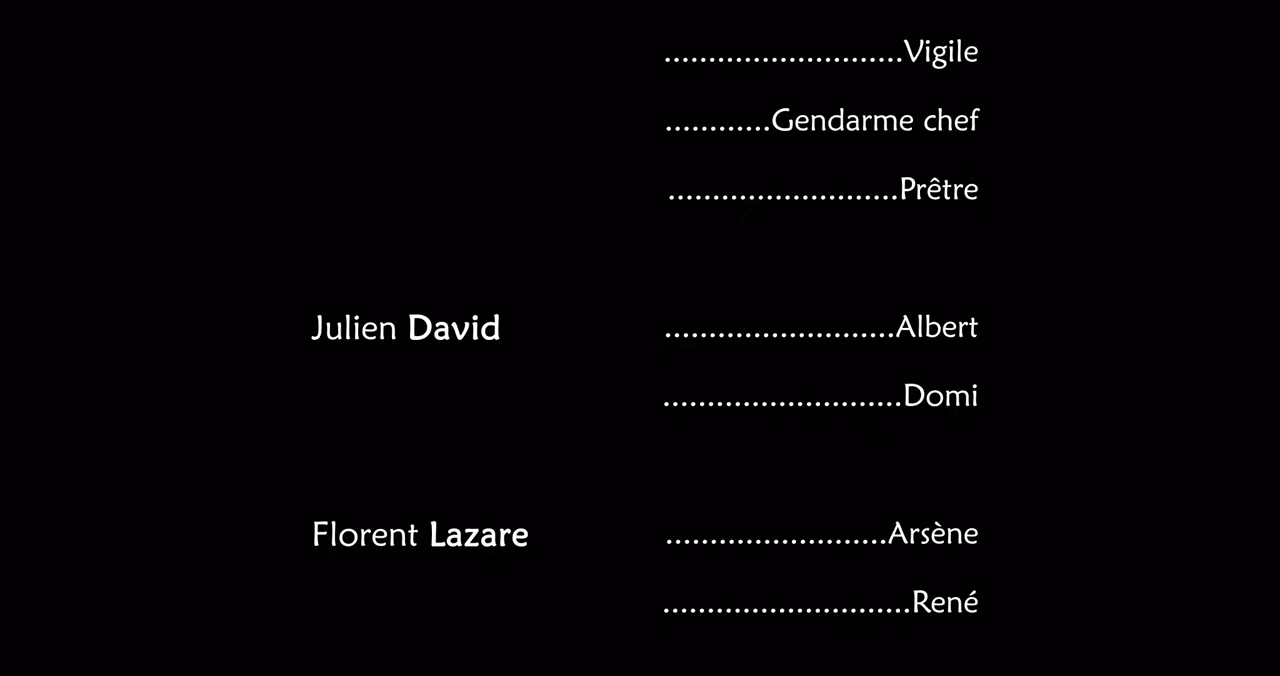 ..........................Vigile
............Gendarme chef
.........................Prêtre
Julien David .........................Albert
..........................Domi
Florent Lazare ........................Arsène
...........................René